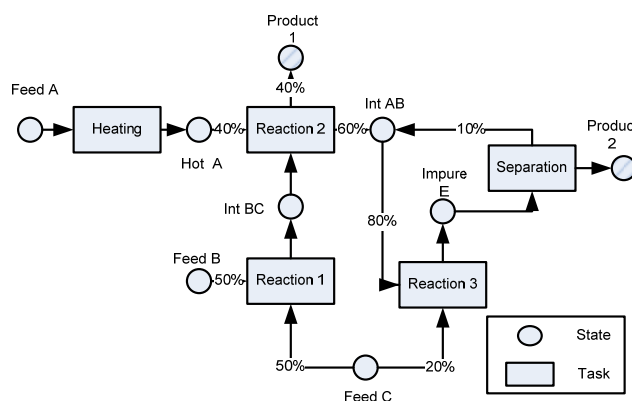 Product
1
Feed A
Int AB
Product
2
40%
Heating
40%
Reaction 2
60%
10%
Hot A
Impure
E
Separation
Int BC
80%
Feed B
50%
Reaction 1
Reaction 3
State
50%
20%
Task
Feed C